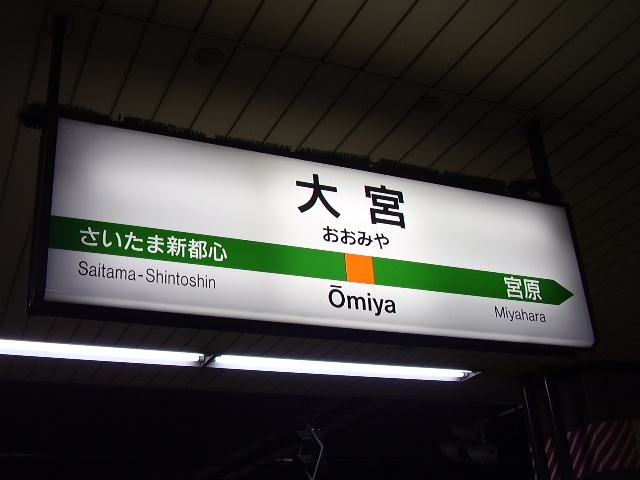 大宮
おおみや
さいたま新都心
宮原
Saitama-Shintoshin
Ōmiya
Miyahara